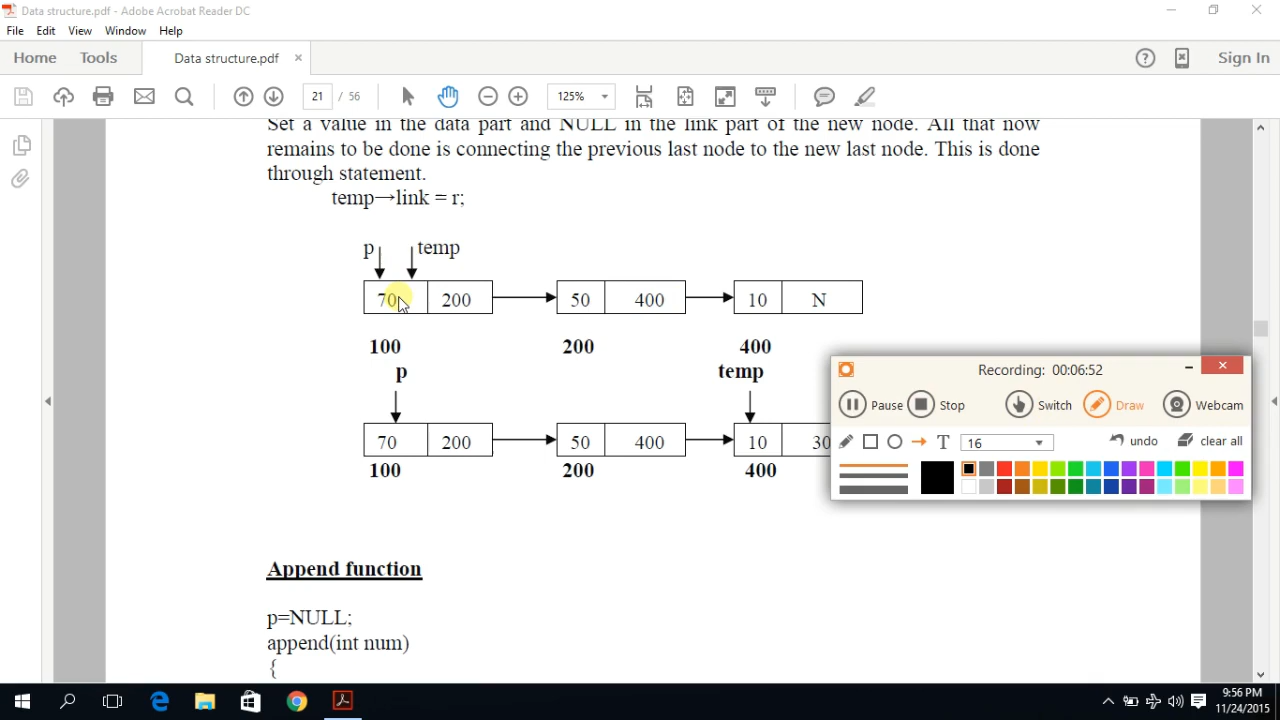 Data structure.pdf - Adobe Acrobat Reader DC
File Edit View Window Help
Home Tools Data structure.pdf × Sign In
21 / 56 125%
Set a value in the data part and NULL in the link part of the new node. All that now
remains to be done is connecting the previous last node to the new last node. This is done
through statement.
temp→link = r;
p temp
70 200 50 400 10 N
100 200 400
p temp
70 200 50 400 10 30
100 200 400
Recording: 00:06:52
Pause Stop Switch Draw Webcam
T 16 undo clear all
Append function
p=NULL;
append(int num)
{
9:56 PM
11/24/2015